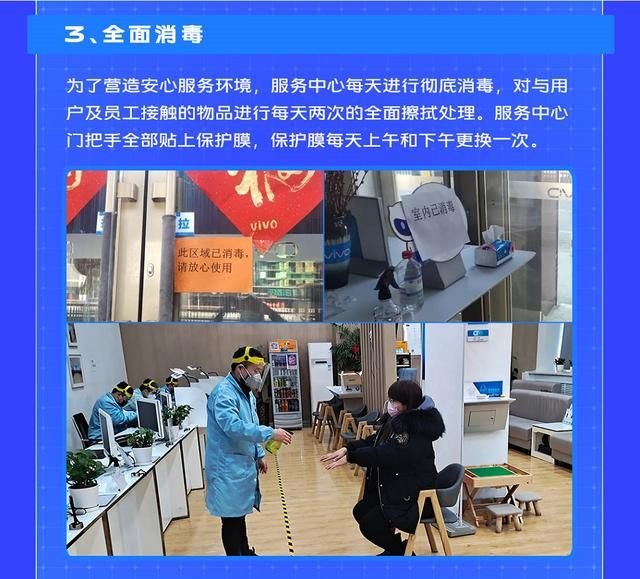 3、全面消毒
为了营造安心服务环境，服务中心每天进行彻底消毒，对与用
户及员工接触的物品进行每天两次的全面擦拭处理。服务中心
门把手全部贴上保护膜，保护膜每天上午和下午更换一次。
福
vivo
拉
此区域已消毒，
请放心使用
室内已消毒
vivo